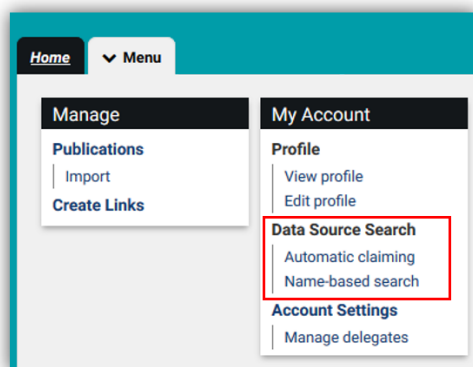 Home
Menu
Manage
Publications
Import
Create Links
My Account
Profile
View profile
Edit profile
Data Source Search
Automatic claiming
Name-based search
Account Settings
Manage delegates